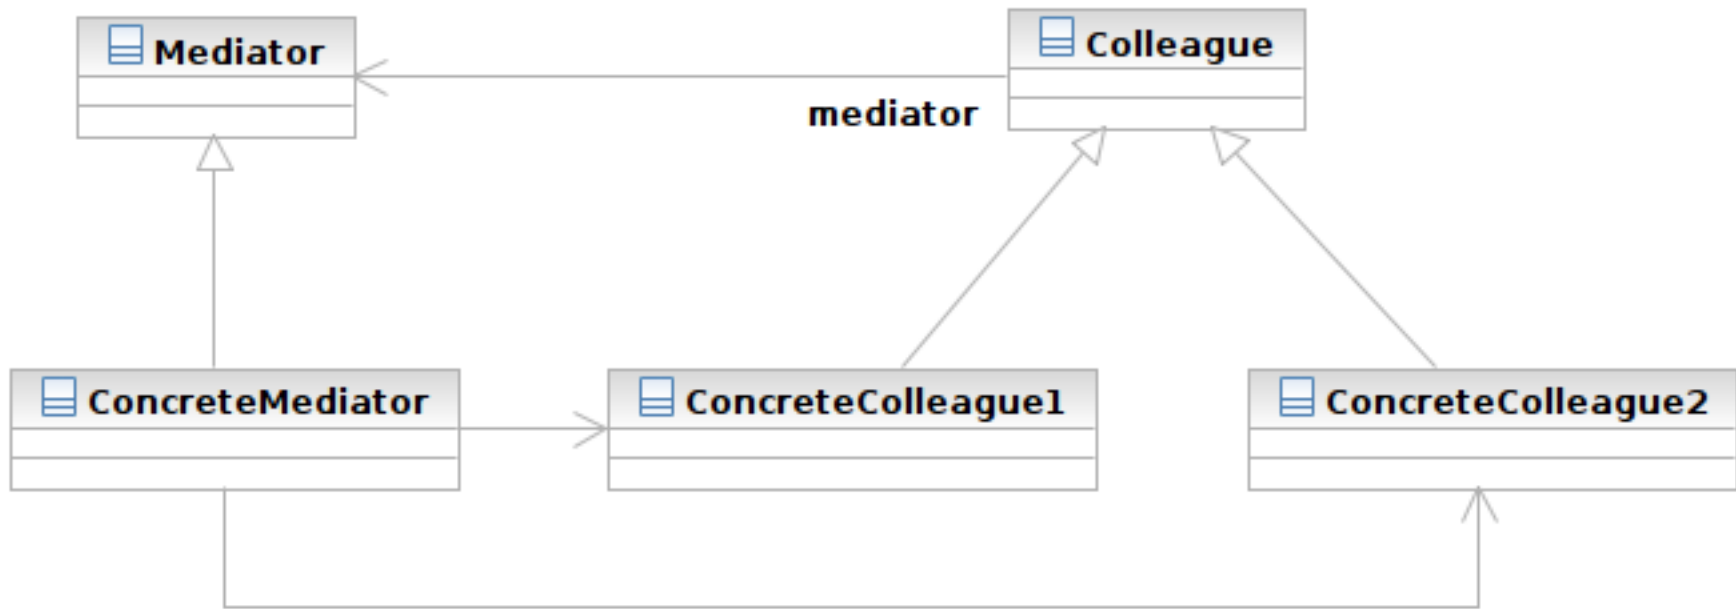 Mediator
Colleague
mediator
ConcreteMediator
ConcreteColleague1
ConcreteColleague2